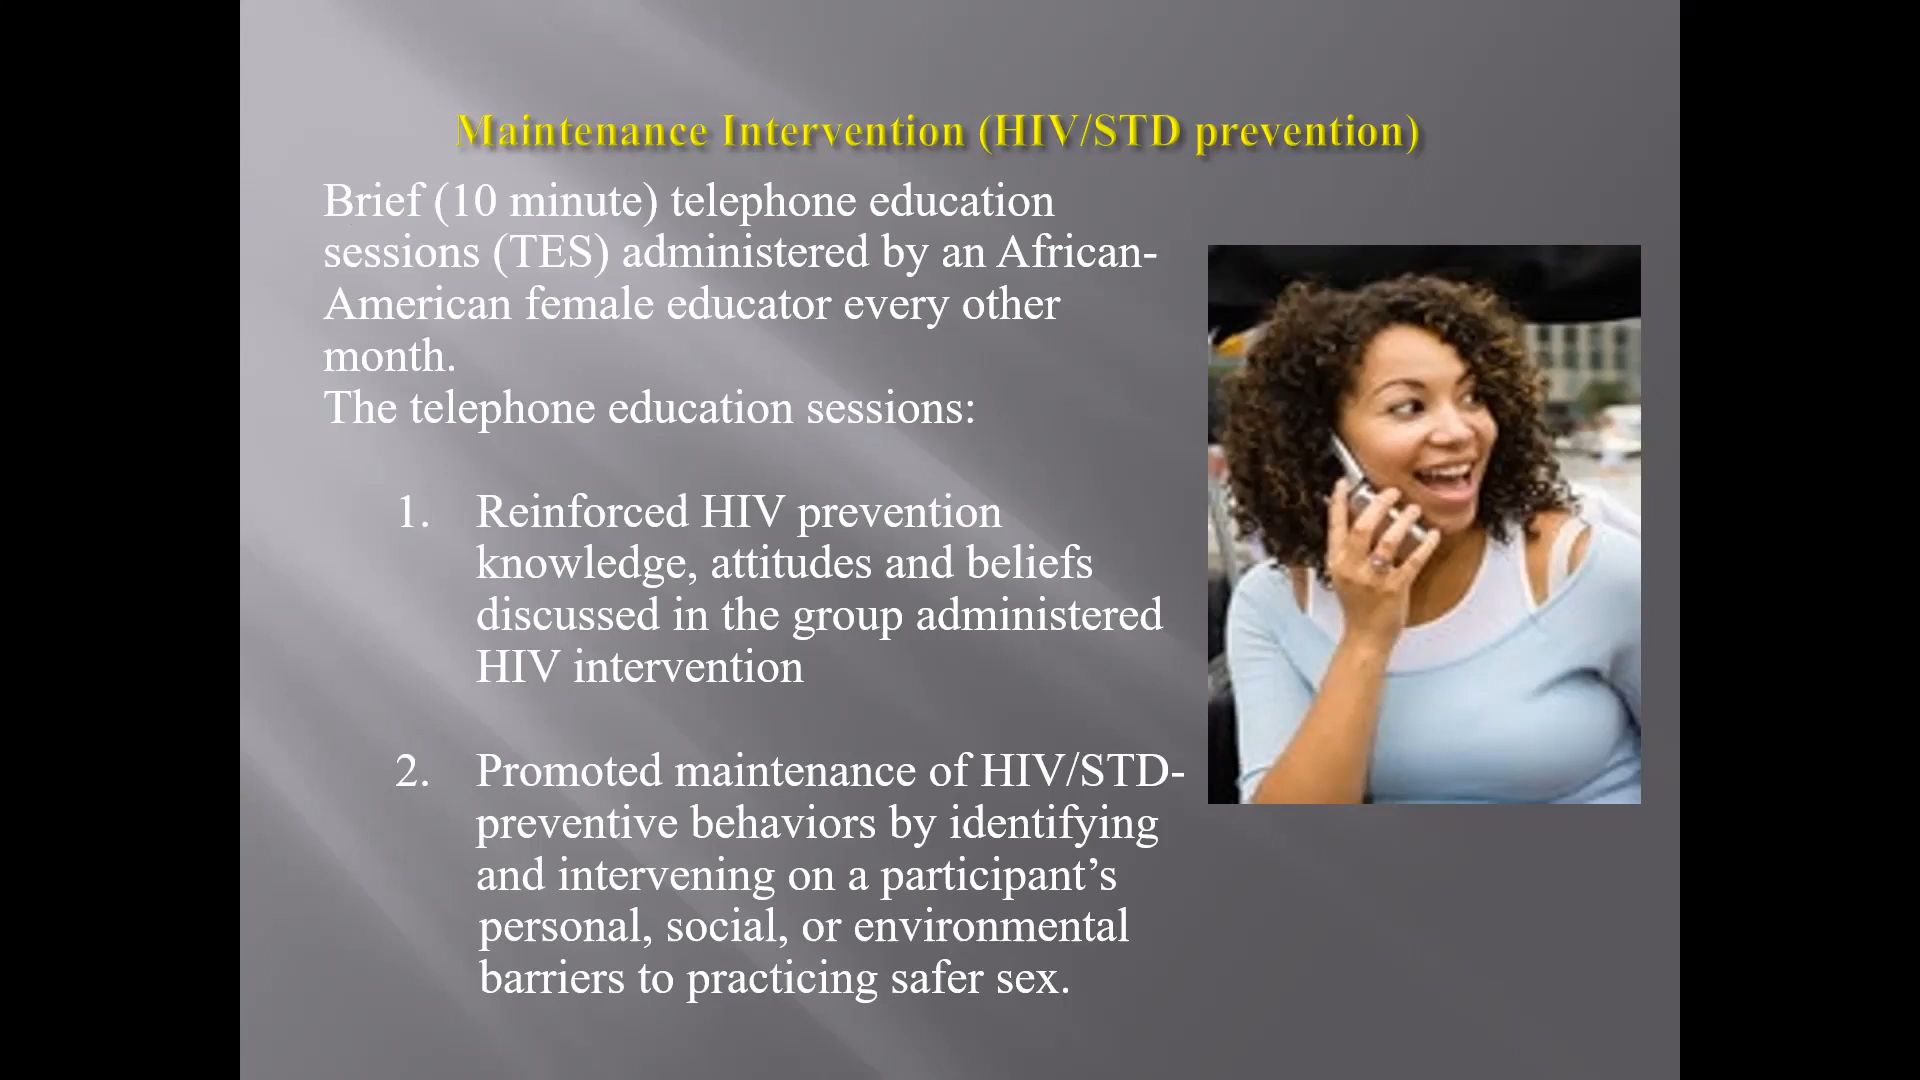 Maintenance Intervention (HIV/STD prevention)
Brief (10 minute) telephone education
sessions (TES) administered by an African-
American female educator every other
month.
The telephone education sessions:
1. Reinforced HIV prevention
knowledge, attitudes and beliefs
discussed in the group administered
HIV intervention
2. Promoted maintenance of HIV/STD-
preventive behaviors by identifying
and intervening on a participant’s
personal, social, or environmental
barriers to practicing safer sex.